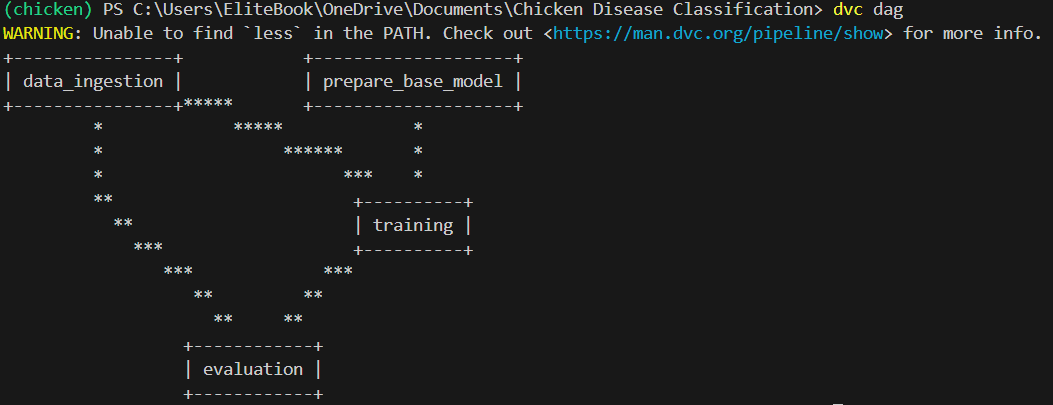 (chicken) PS C:\Users\EliteBook\OneDrive\Documents\Chicken Disease Classification> dvc dag
WARNING: Unable to find `less` in the PATH. Check out <https://man.dvc.org/pipeline/show> for more info.
+----------------+            +--------------------+
| data_ingestion |            | prepare_base_model |
+----------------+*****       +--------------------+
         *             *****             *
         *                  ******       *
         *                        ***    *
         **                        +----------+
           **                      | training |
             ***                   +----------+
                ***             ***
                   **         **
                     **     **
                  +------------+
                  | evaluation |
                  +------------+